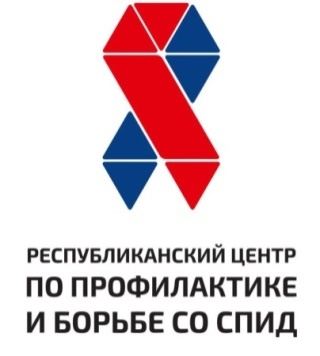 РЕСПУБЛИКАНСКИЙ ЦЕНТР
ПО ПРОФИЛАКТИКЕ
И БОРЬБЕ СО СПИД